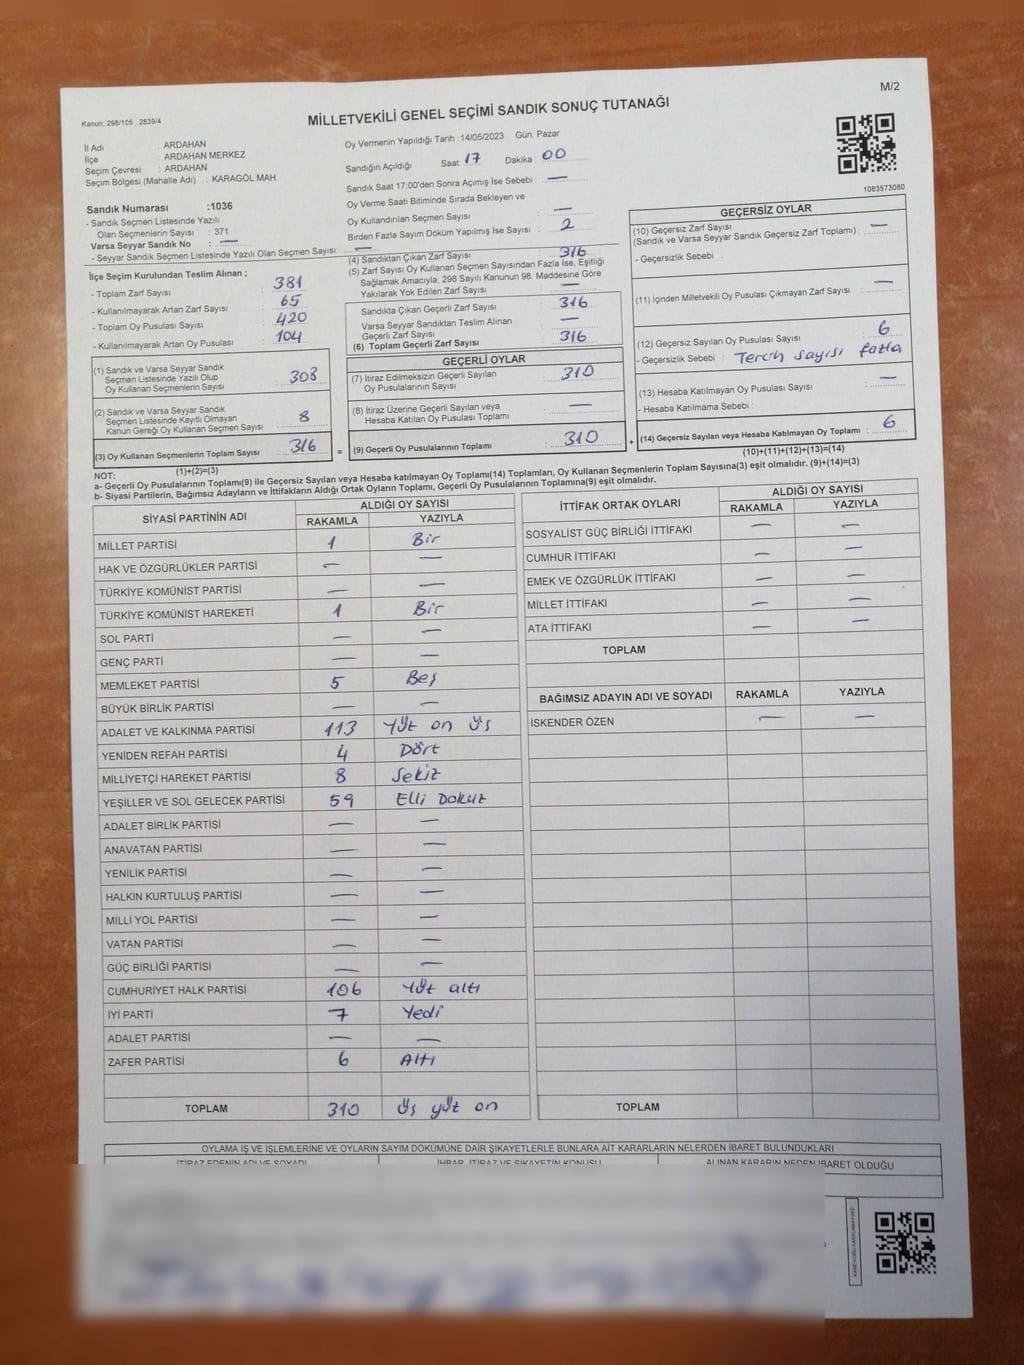 M/2
Kanun: 298/105 , 2839/4
MİLLETVEKİLİ GENEL SEÇİMİ SANDIK SONUÇ TUTANAĞI
İl Adı : ARDAHAN
İlçe : ARDAHAN MERKEZ
Seçim Çevresi : ARDAHAN
Seçim Bölgesi (Mahalle Adı) : KARAGÖL MAH.
Sandık Numarası :1036
- Sandık Seçmen Listesinde Yazılı
Olan Seçmenlerin Sayısı : 371
Varsa Seyyar Sandık No : —
- Seyyar Sandık Seçmen Listesinde Yazılı Olan Seçmen Sayısı: —
İlçe Seçim Kurulundan Teslim Alınan ;
- Toplam Zarf Sayısı : 381
- Kullanılmayarak Artan Zarf Sayısı : 65
- Toplam Oy Pusulası Sayısı : 420
- Kullanılmayarak Artan Oy Pusulası : 104
(1) Sandık ve Varsa Seyyar Sandık
Seçmen Listesinde Yazılı Olup
Oy Kullanan Seçmenlerin Sayısı : 308
(2) Sandık ve Varsa Seyyar Sandık
Seçmen Listesinde Kayıtlı Olmayan
Kanun Gereği Oy Kullanan Seçmen Sayısı : 8
(3) Oy Kullanan Seçmenlerin Toplam Sayısı : 316
(1)+(2)=(3)
Oy Vermenin Yapıldığı Tarih :14/05/2023 Gün: Pazar
Sandığın Açıldığı Saat : 17 Dakika : 00
Sandık Saat 17:00'den Sonra Açımış İse Sebebi : —
Oy Verme Saati Bitiminde Sırada Bekleyen ve
Oy Kullandırılan Seçmen Sayısı : —
Birden Fazla Sayım Döküm Yapılmış İse Sayısı : 2
(4) Sandıktan Çıkan Zarf Sayısı : 316
(5) Zarf Sayısı Oy Kullanan Seçmen Sayısından Fazla İse, Eşitliği
Sağlamak Amacıyla; 298 Sayılı Kanunun 98. Maddesine Göre
Yakılarak Yok Edilen Zarf Sayısı : —
Sandıkta Çıkan Geçerli Zarf Sayısı : 316
Varsa Seyyar Sandıktan Teslim Alınan
Geçerli Zarf Sayısı : —
(6) Toplam Geçerli Zarf Sayısı : 316
GEÇERLİ OYLAR
(7) İtiraz Edilmeksizin Geçerli Sayılan
Oy Pusulalarının Sayısı : 310
(8) İtiraz Üzerine Geçerli Sayılan veya
Hesaba Katılan Oy Pusulası Toplamı : —
= (9) Geçerli Oy Pusulalarının Toplamı : 310 +
1083573080
GEÇERSİZ OYLAR
(10) Geçersiz Zarf Sayısı
(Sandık ve Varsa Seyyar Sandık Geçersiz Zarf Toplamı) : —
- Geçersizlik Sebebi :
(11) İçinden Milletvekili Oy Pusulası Çıkmayan Zarf Sayısı : —
(12) Geçersiz Sayılan Oy Pusulası Sayısı : 6
- Geçersizlik Sebebi : Tercih sayısı fazla
(13) Hesaba Katılmayan Oy Pusulası Sayısı : —
- Hesaba Katılmama Sebebi :
(14) Geçersiz Sayılan veya Hesaba Katılmayan Oy Toplamı : 6
(10)+(11)+(12)+(13)=(14)
NOT:
a- Geçerli Oy Pusulalarının Toplamı(9) ile Geçersiz Sayılan veya Hesaba katılmayan Oy Toplamı(14) Toplamları, Oy Kullanan Seçmenlerin Toplam Sayısına(3) eşit olmalıdır. (9)+(14)=(3)
b- Siyasi Partilerin, Bağımsız Adayların ve İttifakların Aldığı Ortak Oyların Toplamı, Geçerli Oy Pusulalarının Toplamına(9) eşit olmalıdır.
SİYASİ PARTİNİN ADI ALDIĞI OY SAYISI
RAKAMLA YAZIYLA
MİLLET PARTİSİ 1 Bir
HAK VE ÖZGÜRLÜKLER PARTİSİ — —
TÜRKİYE KOMÜNİST PARTİSİ — —
TÜRKİYE KOMÜNİST HAREKETİ 1 Bir
SOL PARTİ — —
GENÇ PARTİ — —
MEMLEKET PARTİSİ 5 Beş
BÜYÜK BİRLİK PARTİSİ — —
ADALET VE KALKINMA PARTİSİ 113 Yüz on üç
YENİDEN REFAH PARTİSİ 4 Dört
MİLLİYETÇİ HAREKET PARTİSİ 8 Sekiz
YEŞİLLER VE SOL GELECEK PARTİSİ 59 Elli Dokuz
ADALET BİRLİK PARTİSİ — —
ANAVATAN PARTİSİ — —
YENİLİK PARTİSİ — —
HALKIN KURTULUŞ PARTİSİ — —
MİLLİ YOL PARTİSİ — —
VATAN PARTİSİ — —
GÜÇ BİRLİĞİ PARTİSİ — —
CUMHURİYET HALK PARTİSİ 106 Yüz altı
İYİ PARTİ 7 Yedi
ADALET PARTİSİ — —
ZAFER PARTİSİ 6 Altı
TOPLAM 310 Üç yüz on
İTTİFAK ORTAK OYLARI ALDIĞI OY SAYISI
RAKAMLA YAZIYLA
SOSYALİST GÜÇ BİRLİĞİ İTTİFAKI — —
CUMHUR İTTİFAKI — —
EMEK VE ÖZGÜRLÜK İTTİFAKI — —
MİLLET İTTİFAKI — —
ATA İTTİFAKI — —
TOPLAM
BAĞIMSIZ ADAYIN ADI VE SOYADI RAKAMLA YAZIYLA
İSKENDER ÖZEN — —
TOPLAM
OYLAMA İŞ VE İŞLEMLERİNE VE OYLARIN SAYIM DÖKÜMÜNE DAİR ŞİKAYETLERLE BUNLARA AİT KARARLARIN NELERDEN İBARET BULUNDUKLARI
İTİRAZ EDENİN ADI VE SOYADI İHBAR, İTİRAZ VE ŞİKAYETİN KONUSU ALINAN KARARIN NEDEN İBARET OLDUĞU